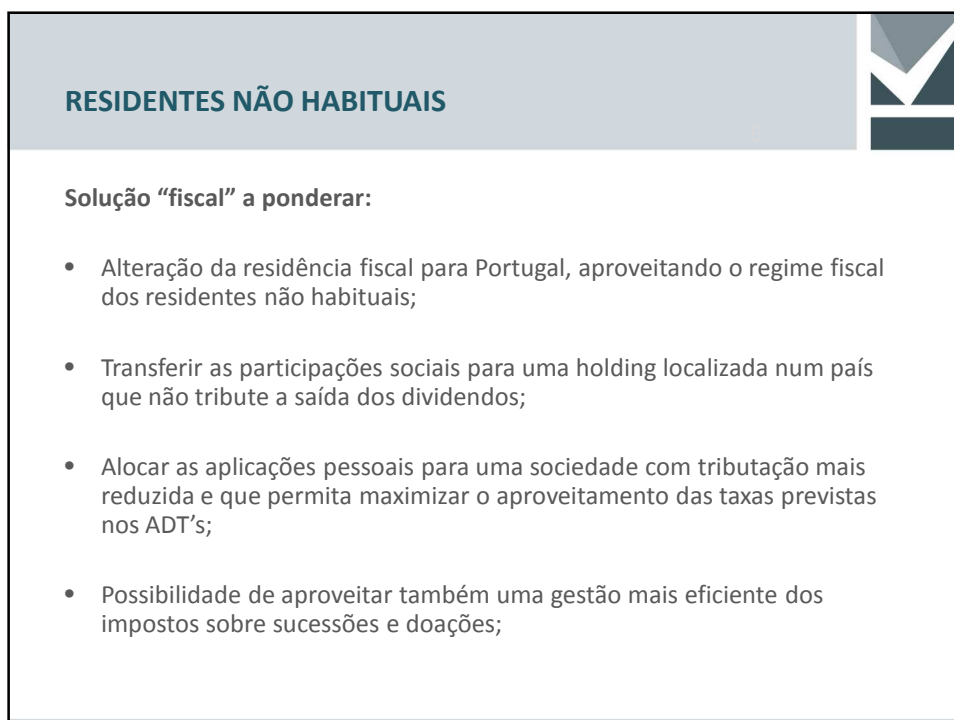 RESIDENTES NÃO HABITUAIS
Solução “fiscal” a ponderar:
• Alteração da residência fiscal para Portugal, aproveitando o regime fiscal
dos residentes não habituais;
• Transferir as participações sociais para uma holding localizada num país
que não tribute a saída dos dividendos;
• Alocar as aplicações pessoais para uma sociedade com tributação mais
reduzida e que permita maximizar o aproveitamento das taxas previstas
nos ADT’s;
• Possibilidade de aproveitar também uma gestão mais eficiente dos
impostos sobre sucessões e doações;